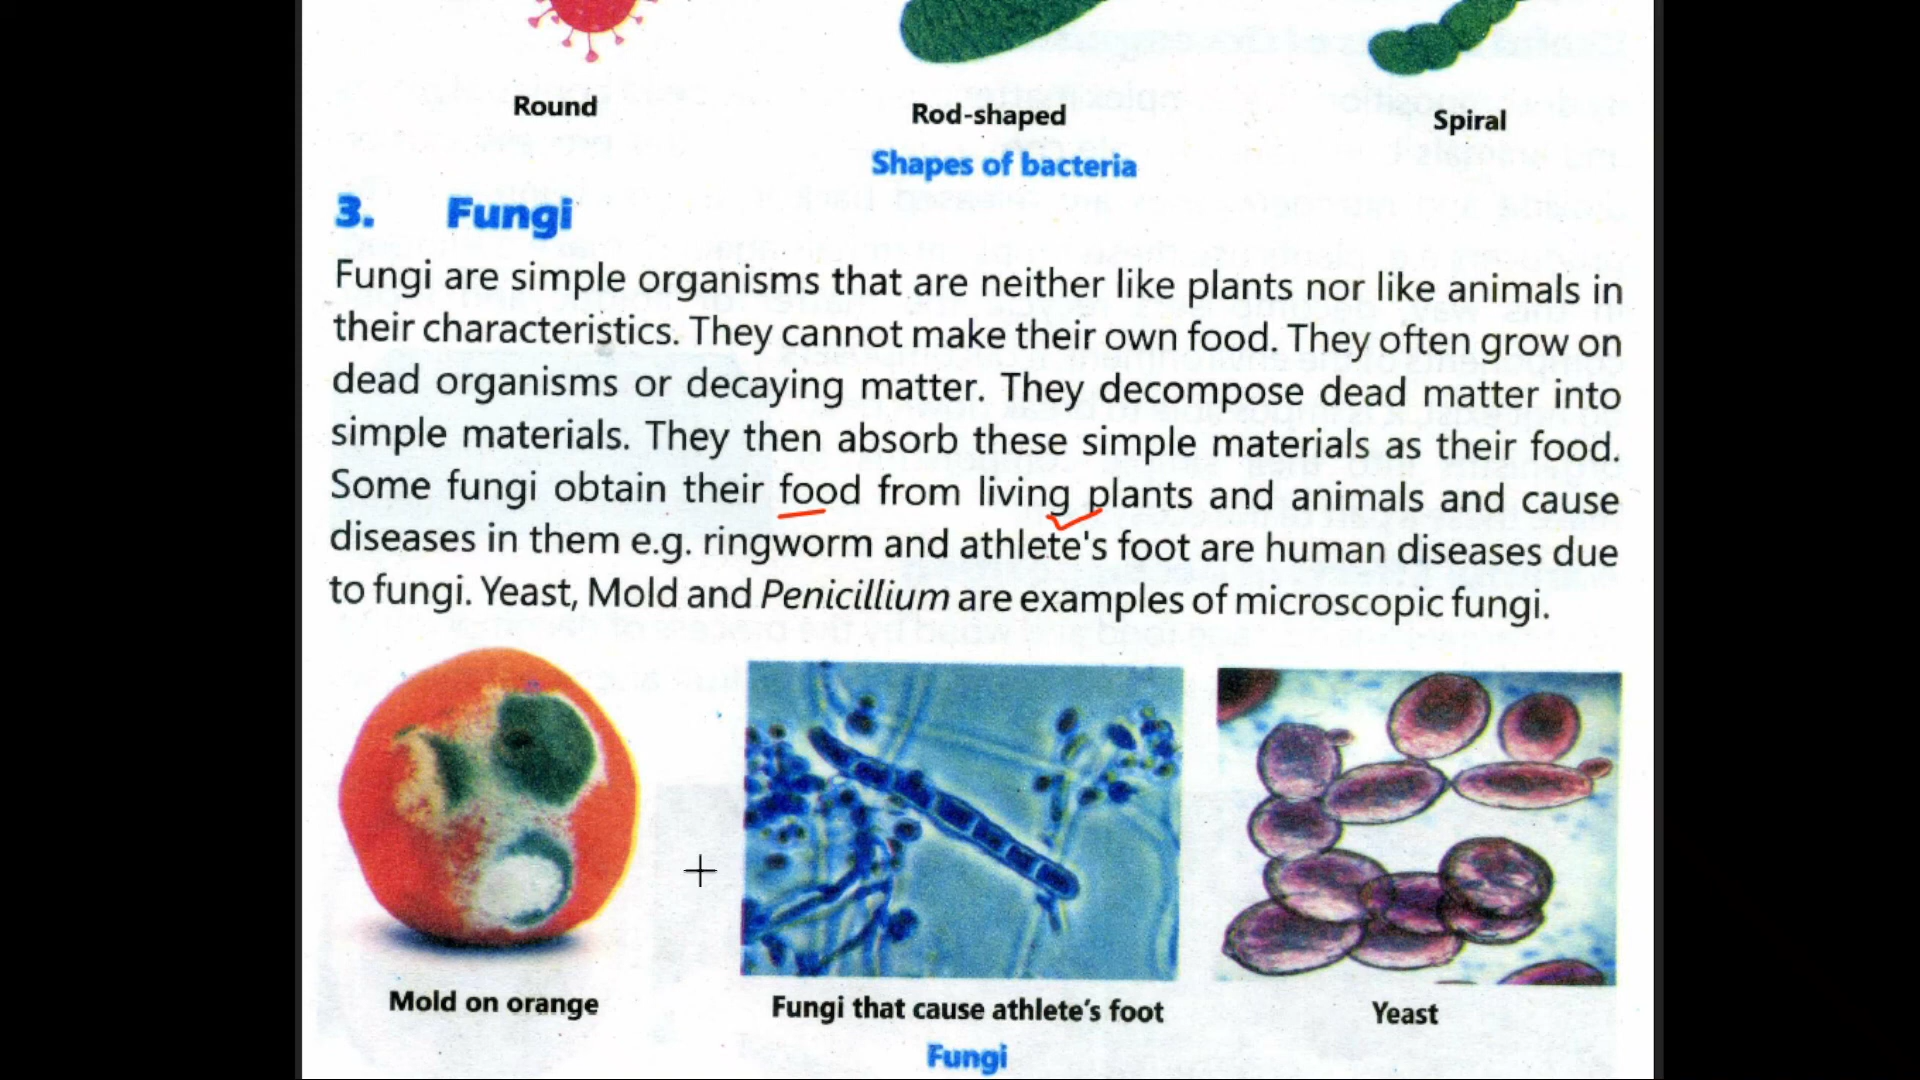 Round
Rod-shaped
Spiral
Shapes of bacteria
3. Fungi
Fungi are simple organisms that are neither like plants nor like animals in
their characteristics. They cannot make their own food. They often grow on
dead organisms or decaying matter. They decompose dead matter into
simple materials. They then absorb these simple materials as their food.
Some fungi obtain their food from living plants and animals and cause
diseases in them e.g. ringworm and athlete's foot are human diseases due
to fungi. Yeast, Mold and Penicillium are examples of microscopic fungi.
Mold on orange
Fungi that cause athlete's foot
Yeast
Fungi